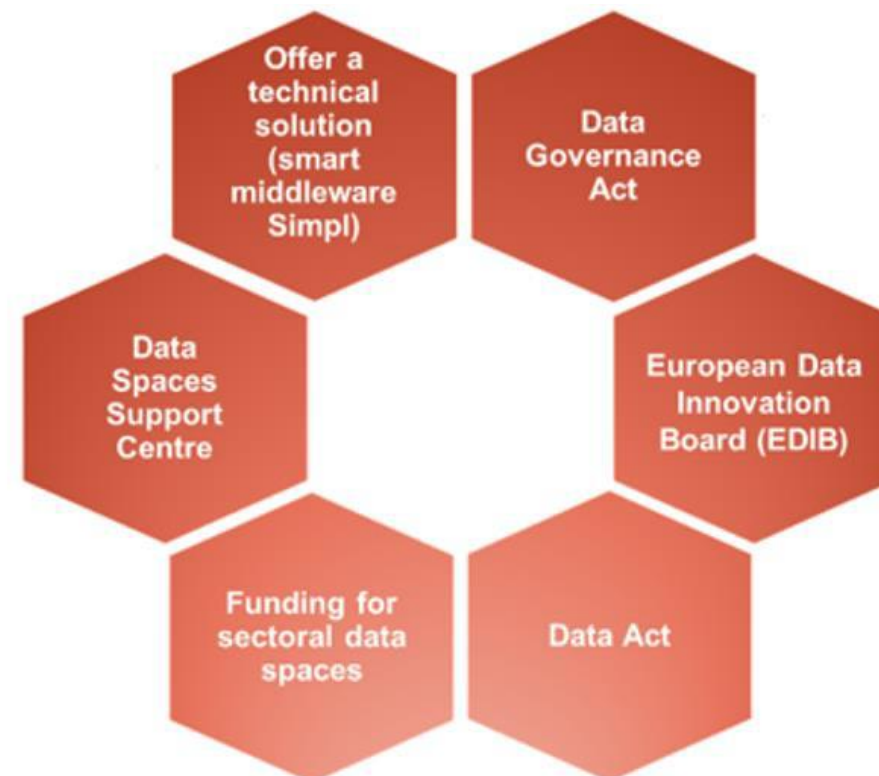 Offer a
technical
solution
(smart
middleware
Simpl)
Data
Governance
Act
Data
Spaces
Support
Centre
European Data
Innovation
Board (EDIB)
Funding for
sectoral data
spaces
Data Act